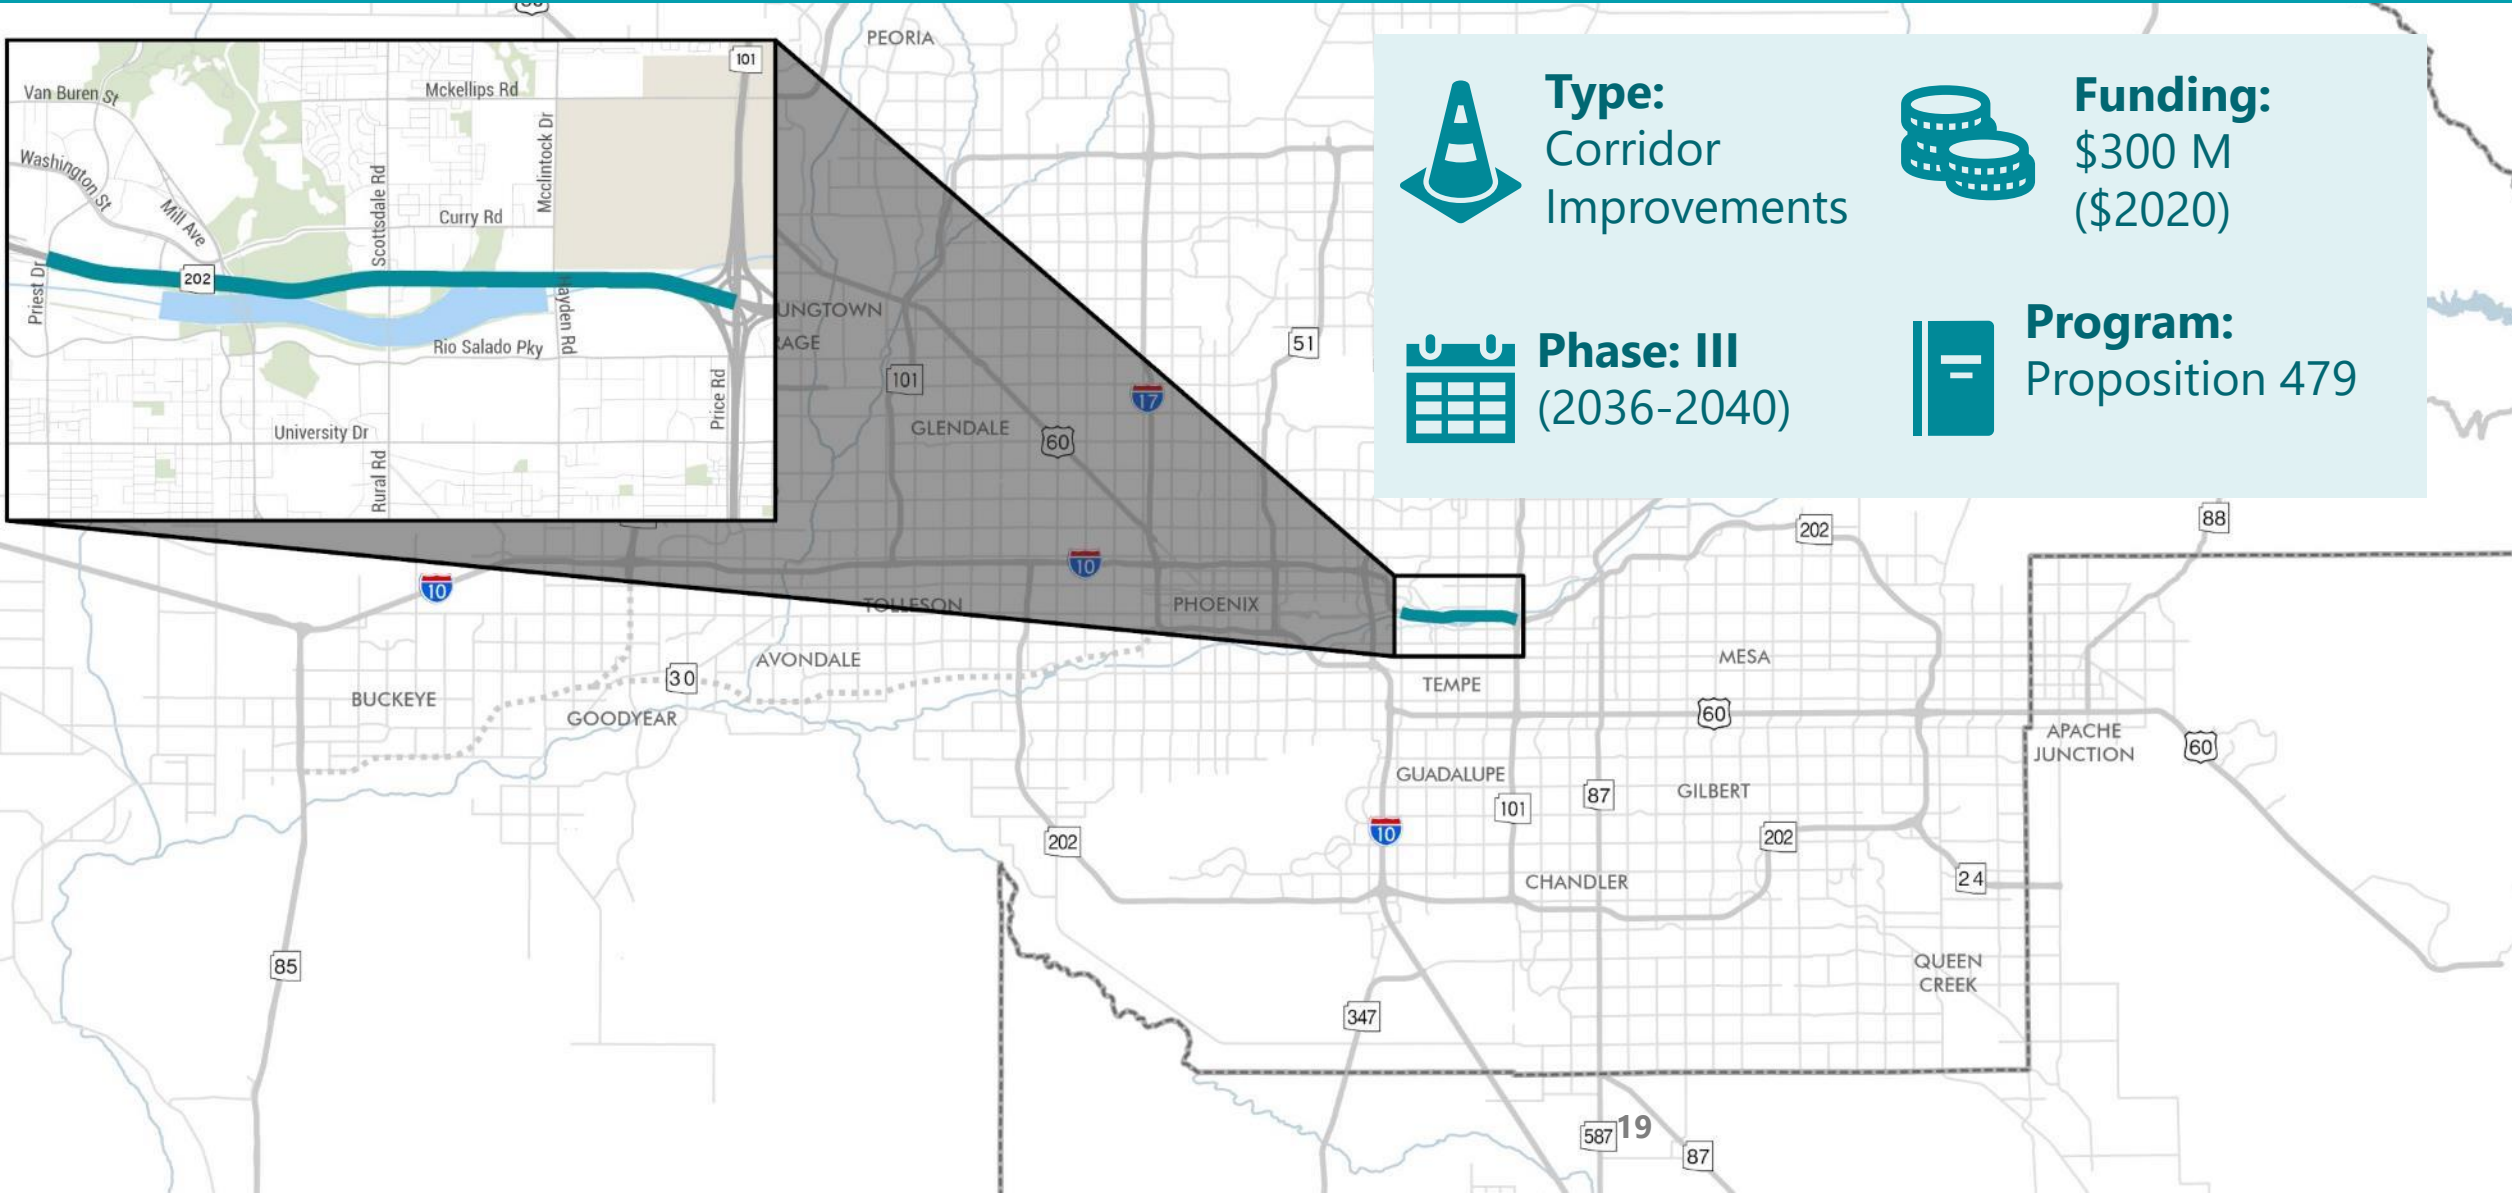 PEORIA
101
Van Buren St
Mckellips Rd
Mcclintock Dr
Washington St
Mill Ave
Scottsdale Rd
Curry Rd
202
Priest Dr
Hayden Rd
Rio Salado Pky
Price Rd
University Dr
Rural Rd
Type:
Corridor
Improvements
Funding:
$300 M
($2020)
Phase: III
(2036-2040)
Program:
Proposition 479
UNGTOWN
RAGE
51
101
17
GLENDALE
60
88
202
10
10
TOLLESON
PHOENIX
AVONDALE
MESA
30
TEMPE
BUCKEYE
GOODYEAR
60
APACHE
JUNCTION
60
GUADALUPE
87
GILBERT
101
10
202
202
CHANDLER
24
85
QUEEN
CREEK
347
587
19
87